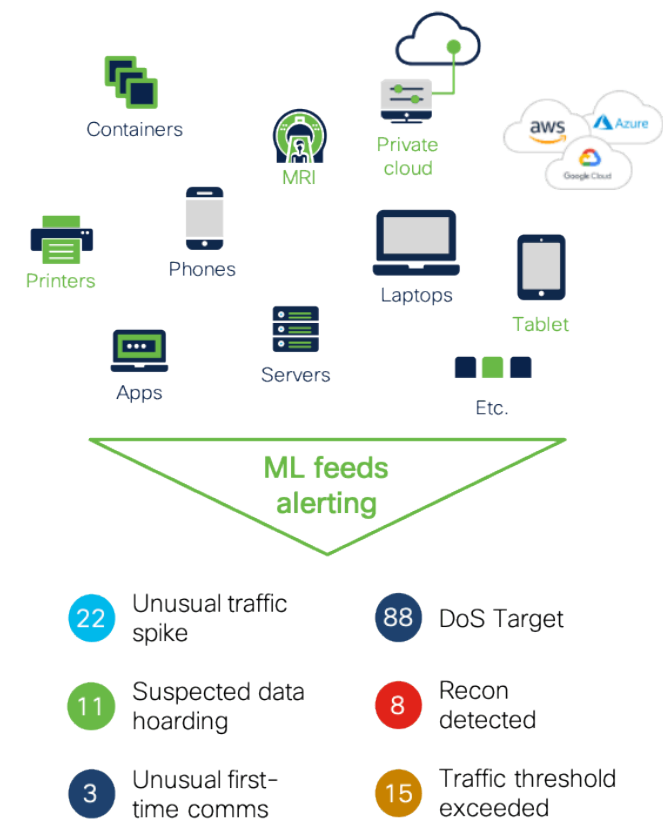 Containers
MRI
Private
cloud
aws
Azure
Google Cloud
Printers
Phones
Laptops
Tablet
Apps
Servers
Etc.
ML feeds
alerting
22 Unusual traffic
spike
88 DoS Target
11 Suspected data
hoarding
8 Recon
detected
3 Unusual first-
time comms
15 Traffic threshold
exceeded